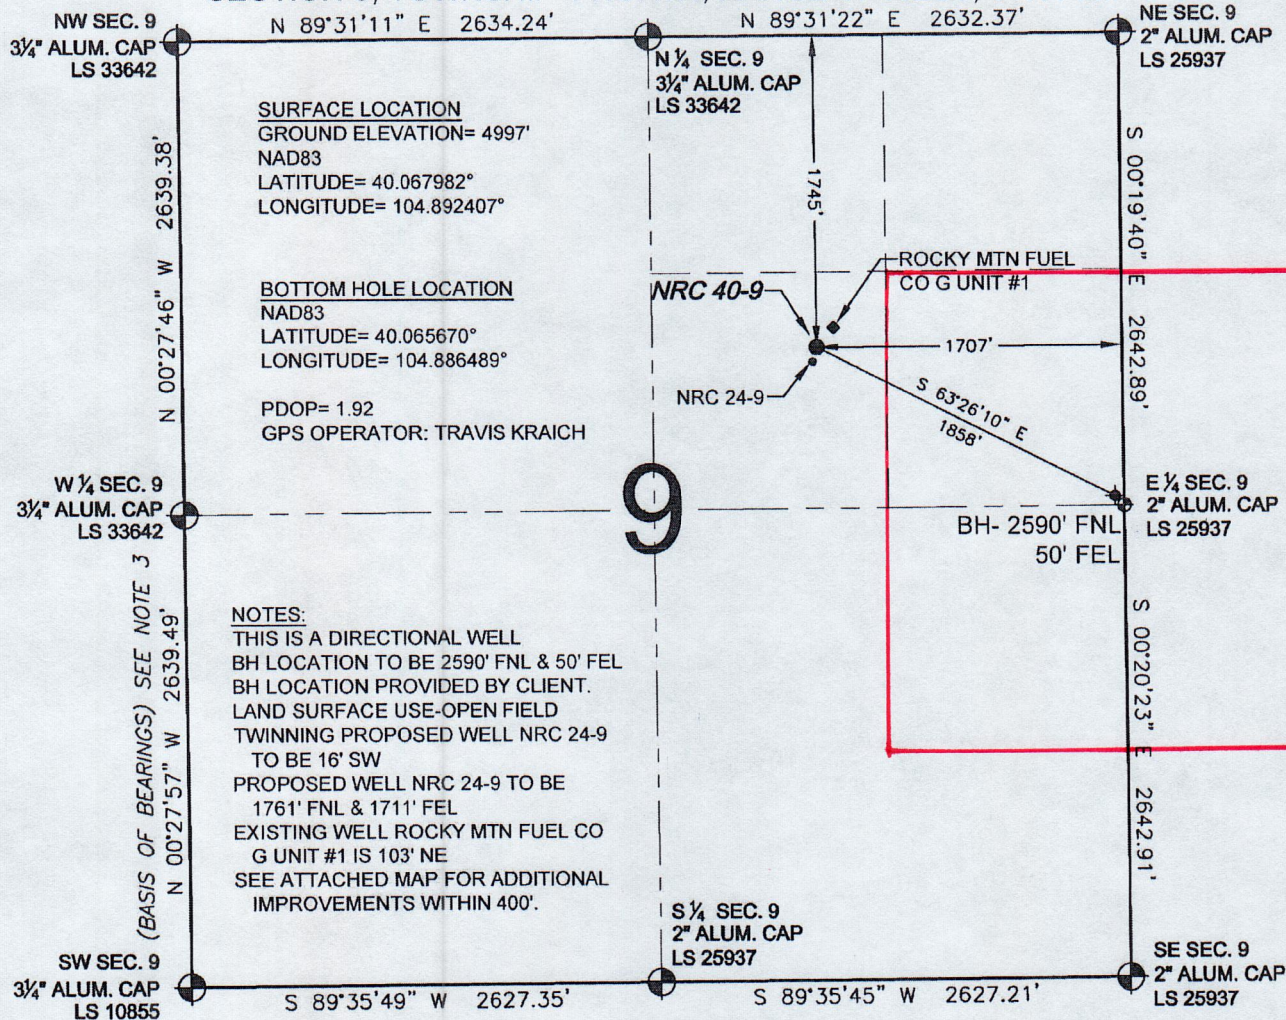 NW SEC. 9
3¼" ALUM. CAP
LS 33642
N 89°31'11" E 2634.24'
N 89°31'22" E 2632.37'
NE SEC. 9
2" ALUM. CAP
LS 25937
N ¼ SEC. 9
3¼" ALUM. CAP
LS 33642
SURFACE LOCATION
GROUND ELEVATION= 4997'
NAD83
LATITUDE= 40.067982°
LONGITUDE= 104.892407°
BOTTOM HOLE LOCATION
NAD83
LATITUDE= 40.065670°
LONGITUDE= 104.886489°
PDOP= 1.92
GPS OPERATOR: TRAVIS KRAICH
N 00°27'46" W 2639.38'
1745'
S 00°19'40" E 2642.89'
ROCKY MTN FUEL
CO G UNIT #1
NRC 40-9
1707'
NRC 24-9
S 63°26'10" E
1858'
W ¼ SEC. 9
3¼" ALUM. CAP
LS 33642
9
E ¼ SEC. 9
2" ALUM. CAP
LS 25937
BH- 2590' FNL
50' FEL
(BASIS OF BEARINGS) SEE NOTE 3
N 00°27'57" W 2639.49'
NOTES:
THIS IS A DIRECTIONAL WELL
BH LOCATION TO BE 2590' FNL & 50' FEL
BH LOCATION PROVIDED BY CLIENT.
LAND SURFACE USE-OPEN FIELD
TWINNING PROPOSED WELL NRC 24-9
TO BE 16' SW
PROPOSED WELL NRC 24-9 TO BE
1761' FNL & 1711' FEL
EXISTING WELL ROCKY MTN FUEL CO
G UNIT #1 IS 103' NE
SEE ATTACHED MAP FOR ADDITIONAL
IMPROVEMENTS WITHIN 400'.
S 00°20'23" E 2642.91'
S ¼ SEC. 9
2" ALUM. CAP
LS 25937
SW SEC. 9
3¼" ALUM. CAP
LS 10855
S 89°35'49" W 2627.35'
S 89°35'45" W 2627.21'
SE SEC. 9
2" ALUM. CAP
LS 25937